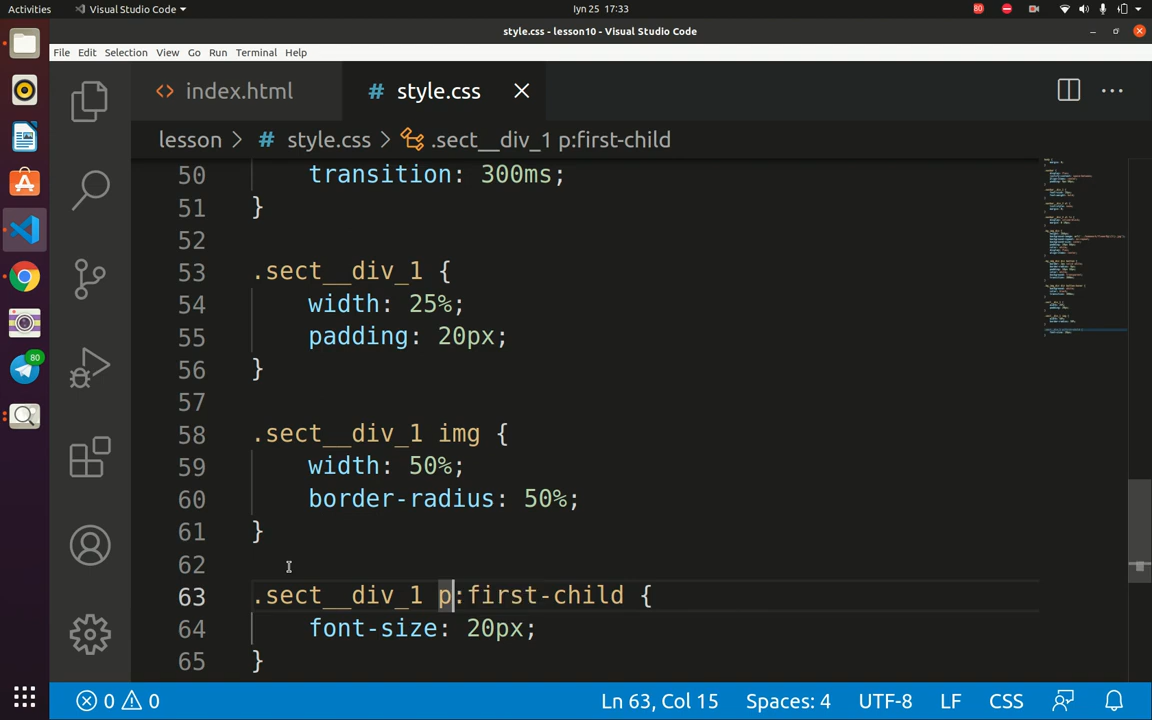 Activities
Visual Studio Code
Iyn 25 17:33
80
style.css - lesson10 - Visual Studio Code
File Edit Selection View Go Run Terminal Help
index.html
# style.css
lesson > # style.css > .sect__div_1 p:first-child
50 transition: 300ms;
51 }
52
53 .sect__div_1 {
54 width: 25%;
55 padding: 20px;
56 }
57
58 .sect__div_1 img {
59 width: 50%;
60 border-radius: 50%;
61 }
62
63 .sect__div_1 p:first-child {
64 font-size: 20px;
65 }
80
0 0
Ln 63, Col 15 Spaces: 4 UTF-8 LF CSS